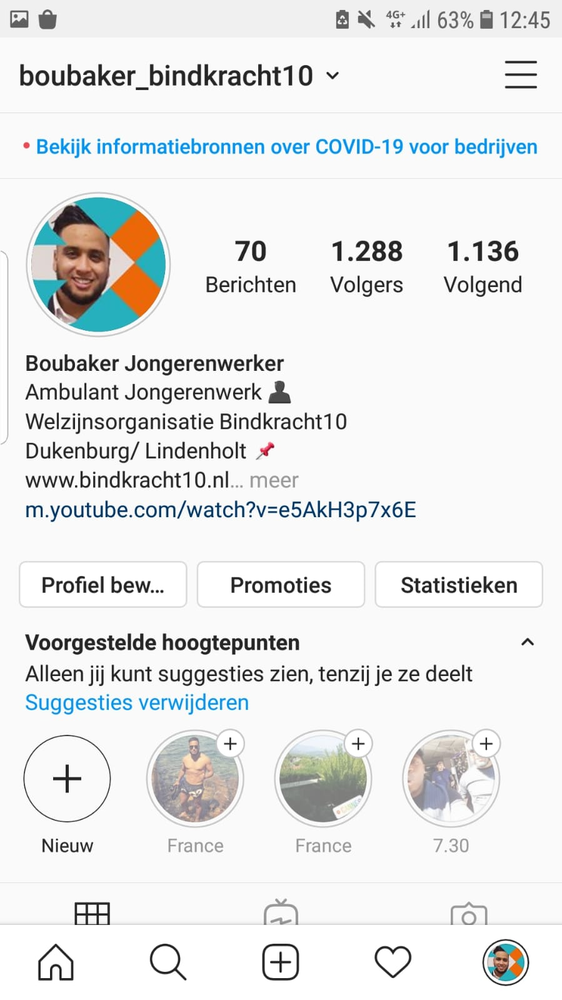 4G+ 63% 12:45
boubaker_bindkracht10
Bekijk informatiebronnen over COVID-19 voor bedrijven
70 1.288 1.136
Berichten Volgers Volgend
Boubaker Jongerenwerker
Ambulant Jongerenwerk 👤
Welzijnsorganisatie Bindkracht10
Dukenburg/ Lindenholt 📌
www.bindkracht10.nl... meer
m.youtube.com/watch?v=e5AkH3p7x6E
Profiel bew... Promoties Statistieken
Voorgestelde hoogtepunten
Alleen jij kunt suggesties zien, tenzij je ze deelt
Suggesties verwijderen
CANNES
Nieuw France France 7.30